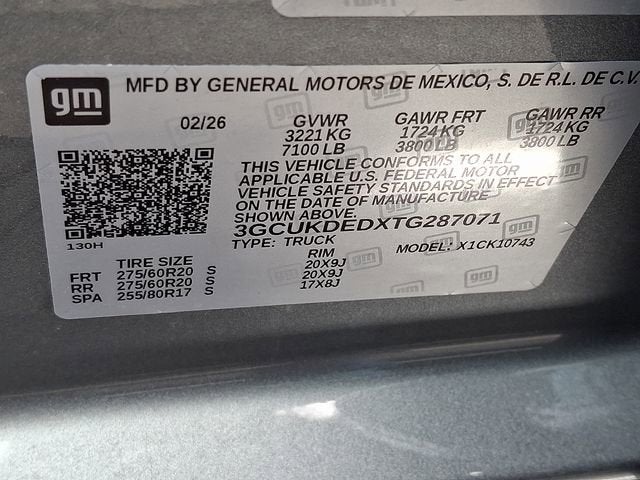 gm
MFD BY GENERAL MOTORS DE MEXICO, S. DE R.L. DE C.V.
02/26 GVWR GAWR FRT GAWR RR
3221 KG 1724 KG 1724 KG
7100 LB 3800 LB 3800 LB
THIS VEHICLE CONFORMS TO ALL
APPLICABLE U.S. FEDERAL MOTOR
VEHICLE SAFETY STANDARDS IN EFFECT
ON THE DATE OF MANUFACTURE
SHOWN ABOVE.
3GCUKDEDXTG287071
130H
TYPE: TRUCK MODEL: X1CK10743
TIRE SIZE RIM
FRT 275/60R20 S 20X9J
RR 275/60R20 S 20X9J
SPA 255/80R17 S 17X8J